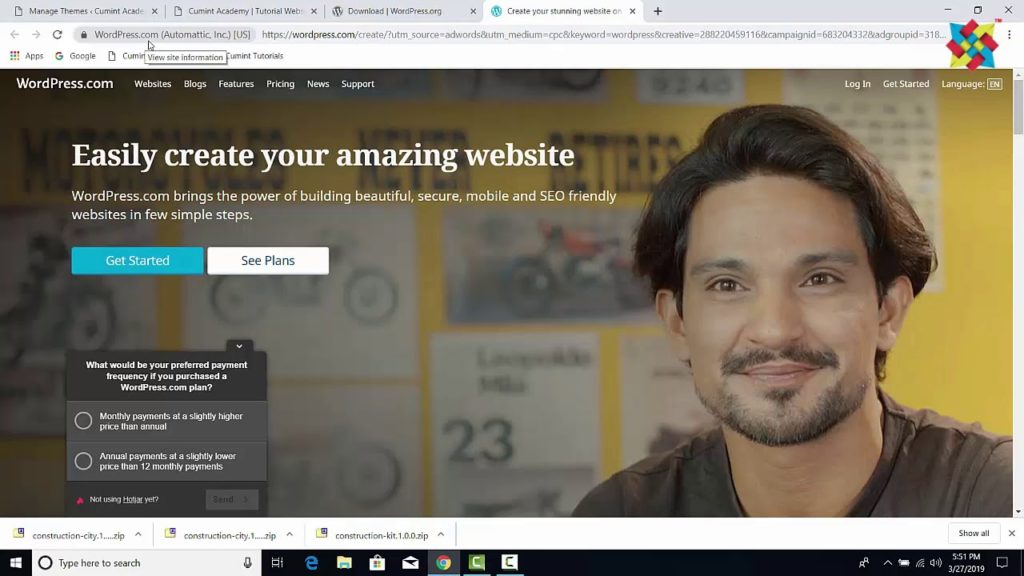 Manage Themes ‹ Cumint Acade
Cumint Academy | Tutorial Webs
Download | WordPress.org
Create your stunning website on
WordPress.com (Automattic, Inc.) [US]
https://wordpress.com/create/?utm_source=adwords&utm_medium=cpc&keyword=wordpress&creative=288220459116&campaignid=683204332&adgroupid=318...
Apps
Google
Cumin
View site information
Cumint Tutorials
WordPress.com
Websites
Blogs
Features
Pricing
News
Support
Log In
Get Started
Language: EN
MOTORCYCLES NEVER RETIRES
Easily create your amazing website
WordPress.com brings the power of building beautiful, secure, mobile and SEO friendly
websites in few simple steps.
Get Started
See Plans
What would be your preferred payment
frequency if you purchased a
WordPress.com plan?
Monthly payments at a slightly higher
price than annual
Annual payments at a slightly lower
price than 12 monthly payments
Not using Hotjar yet?
Send
23
construction-city.1.....zip
construction-city.1.....zip
construction-kit.1.0.0.zip
Show all
Type here to search
5:51 PM
3/27/2019